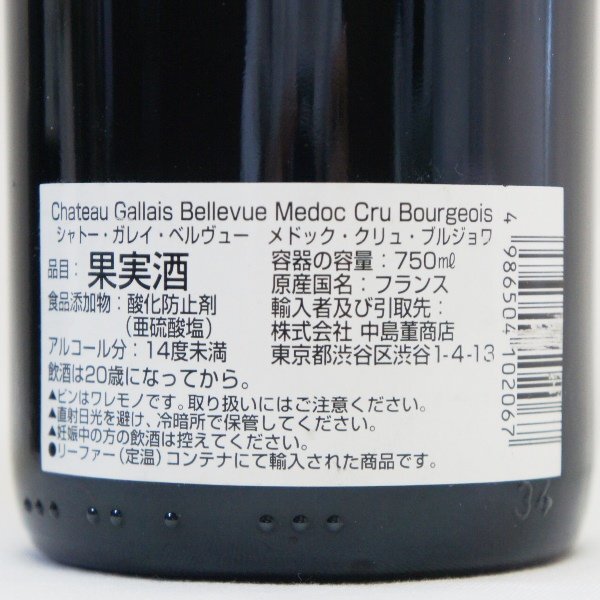 Chateau Gallais Bellevue Medoc Cru Bourgeois
シャトー・ガレイ・ベルヴュー　メドック・クリュ・ブルジョワ
品目：果実酒
食品添加物：酸化防止剤
（亜硫酸塩）
アルコール分：14度未満
容器の容量：750㎖
原産国名：フランス
輸入者及び引取先：
株式会社 中島董商店
東京都渋谷区渋谷1-4-13
飲酒は20歳になってから。
▲ビンはワレモノです。取り扱いにはご注意ください。
▲直射日光を避け、冷暗所で保管してください。
▲妊娠中の方の飲酒は控えてください。
●リーファー（定温）コンテナにて輸入された商品です。
4 986504 102067
34